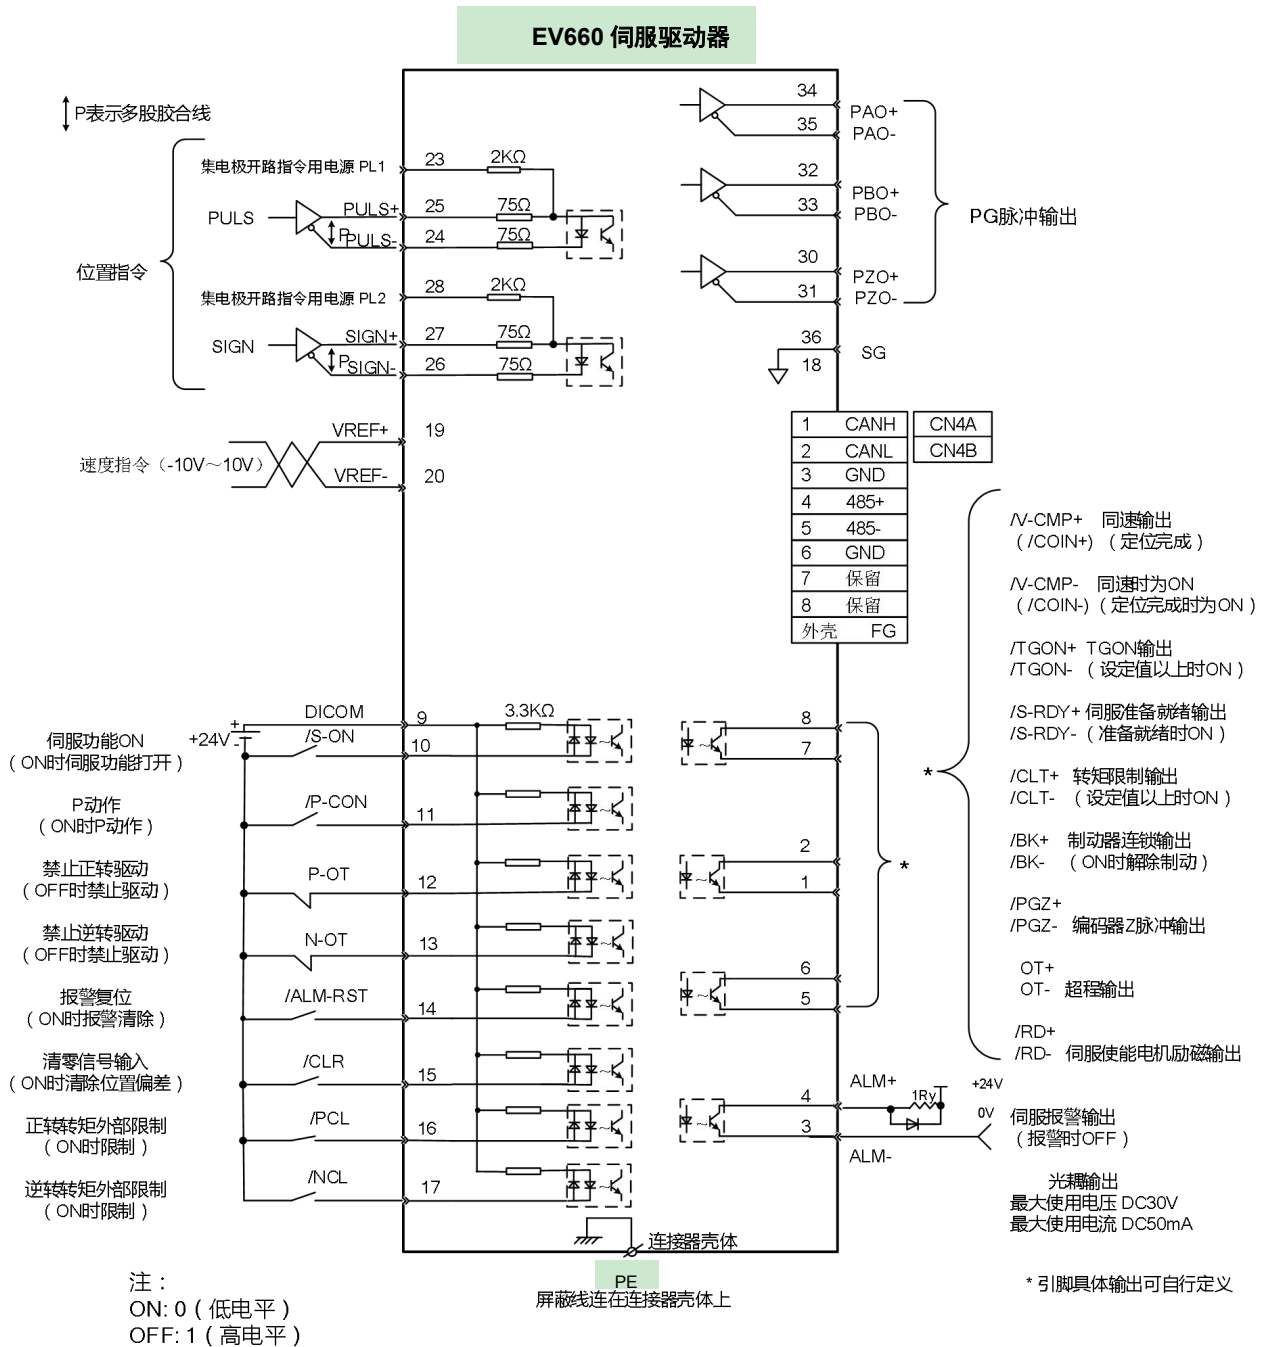 EV660 伺服驱动器
P表示多股胶合线
集电极开路指令用电源 PL1
23
2KΩ
PULS
PULS+
25
75Ω
P
PULS-
24
75Ω
位置指令
集电极开路指令用电源 PL2
28
2KΩ
SIGN
SIGN+
27
75Ω
P
SIGN-
26
75Ω
VREF+
19
速度指令（-10V～10V）
VREF-
20
34
PAO+
35
PAO-
32
PBO+
33
PBO-
30
PZO+
31
PZO-
PG脉冲输出
36
SG
18
1 CANH
CN4A
2 CANL
CN4B
3 GND
4 485+
5 485-
6 GND
7 保留
8 保留
外壳 FG
+
+24V
-
DICOM
9
3.3KΩ
伺服功能ON
（ON时伺服功能打开）
/S-ON
10
P动作
（ON时P动作）
/P-CON
11
禁止正转驱动
（OFF时禁止驱动）
P-OT
12
禁止逆转驱动
（OFF时禁止驱动）
N-OT
13
报警复位
（ON时报警清除）
/ALM-RST
14
清零信号输入
（ON时清除位置偏差）
/CLR
15
正转转矩外部限制
（ON时限制）
/PCL
16
逆转转矩外部限制
（ON时限制）
/NCL
17
8
7
2
1
6
5
*
*
/V-CMP+ 同速输出
（/COIN+）（定位完成）
/V-CMP- 同速时为ON
（/COIN-）（定位完成时为ON）
/TGON+ TGON输出
/TGON- （设定值以上时ON）
/S-RDY+ 伺服准备就绪输出
/S-RDY- （准备就绪时ON）
/CLT+ 转矩限制输出
/CLT- （设定值以上时ON）
/BK+ 制动器连锁输出
/BK- （ON时解除制动）
/PGZ+
/PGZ- 编码器Z脉冲输出
OT+
OT- 超程输出
/RD+
/RD- 伺服使能电机励磁输出
4
ALM+
1Ry
+24V
0V
3
ALM-
伺服报警输出
（报警时OFF）
光耦输出
最大使用电压 DC30V
最大使用电流 DC50mA
连接器壳体
PE
屏蔽线连在连接器壳体上
* 引脚具体输出可自行定义
注：
ON: 0（低电平）
OFF: 1（高电平）